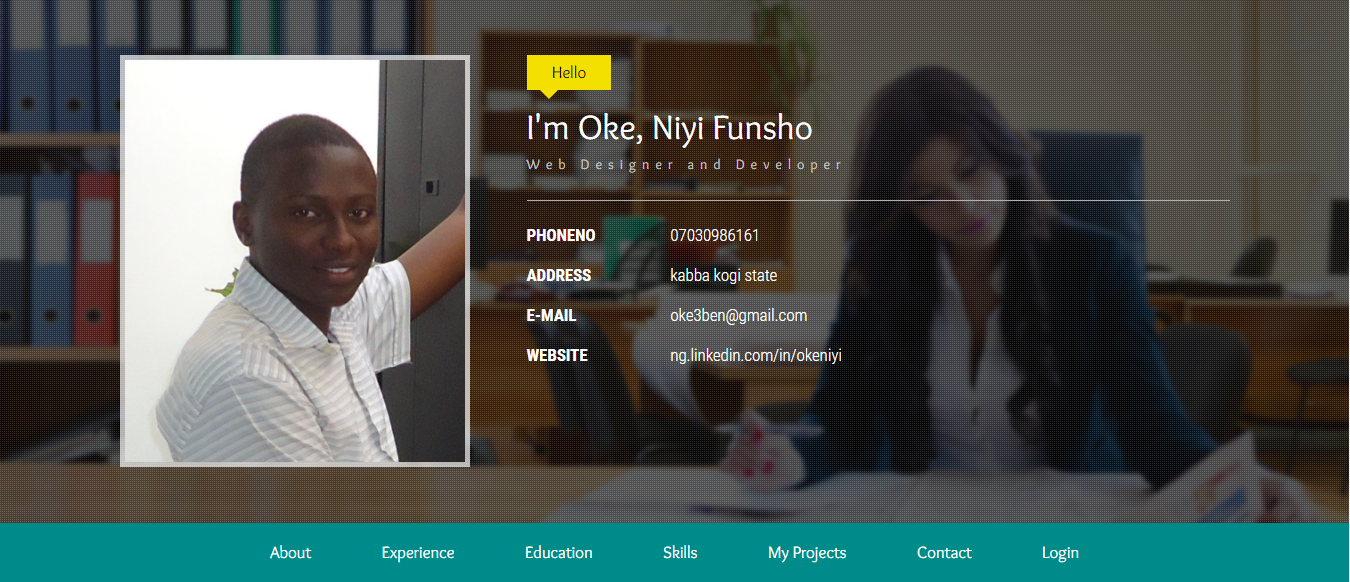 Hello
I'm Oke, Niyi Funsho
Web Designer and Developer
PHONENO 07030986161
ADDRESS kabba kogi state
E-MAIL oke3ben@gmail.com
WEBSITE ng.linkedin.com/in/okeniyi
About Experience Education Skills My Projects Contact Login